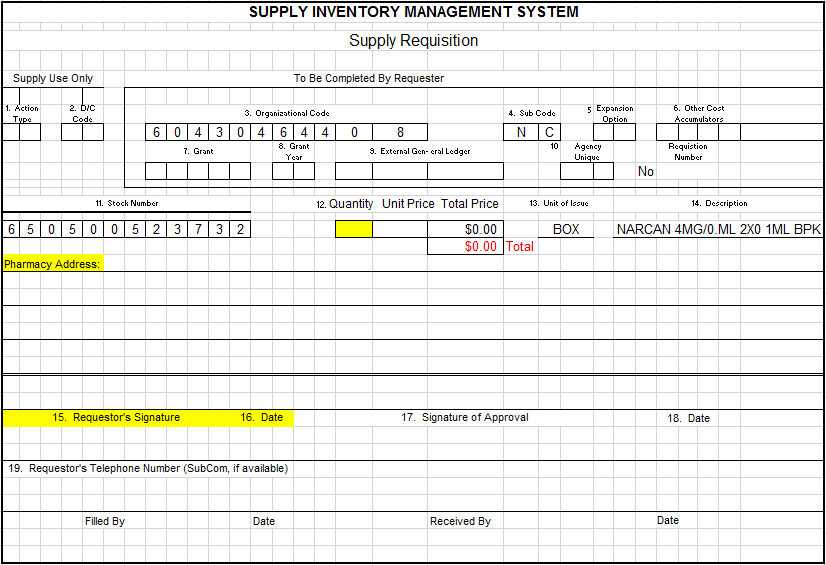 SUPPLY INVENTORY MANAGEMENT SYSTEM
Supply Requisition
Supply Use Only To Be Completed By Requester
1. Action Type 2. D/C Code 3. Organizational Code 4. Sub Code 5 Expansion Option 6. Other Cost Accumulators
6 0 4 3 0 4 6 4 4 0 8 N C
7. Grant 8. Grant Year 9. External Gen- eral Ledger 10 Agency Unique Requistion Number
No
11. Stock Number 12. Quantity Unit Price Total Price 13. Unit of Issue 14. Description
6 5 0 5 0 0 5 2 3 7 3 2 $0.00 BOX NARCAN 4MG/0.ML 2X0 1ML BPK
$0.00 Total
Pharmacy Address:
15. Requestor's Signature 16. Date 17. Signature of Approval 18. Date
19. Requestor's Telephone Number (SubCom, if available)
Filled By Date Received By Date